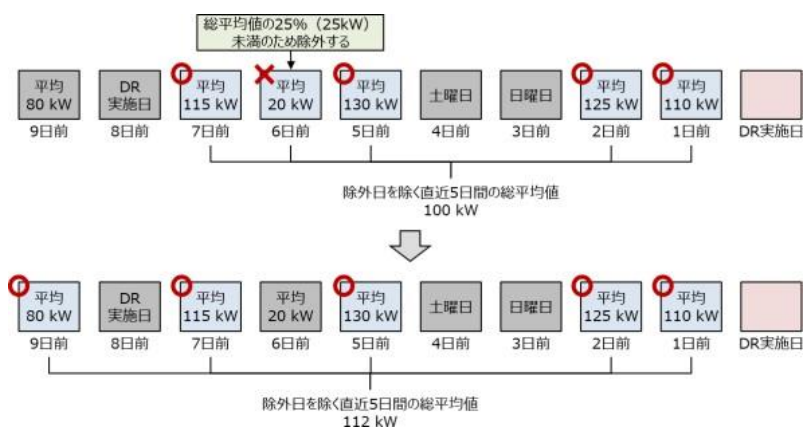 総平均値の25%（25kW）
未満のため除外する
平均
80 kW
DR
実施日
平均
115 kW
平均
20 kW
平均
130 kW
土曜日
日曜日
平均
125 kW
平均
110 kW
9日前
8日前
7日前
6日前
5日前
4日前
3日前
2日前
1日前
DR実施日
除外日を除く直近5日間の総平均値
100 kW
平均
80 kW
DR
実施日
平均
115 kW
平均
20 kW
平均
130 kW
土曜日
日曜日
平均
125 kW
平均
110 kW
9日前
8日前
7日前
6日前
5日前
4日前
3日前
2日前
1日前
DR実施日
除外日を除く直近5日間の総平均値
112 kW